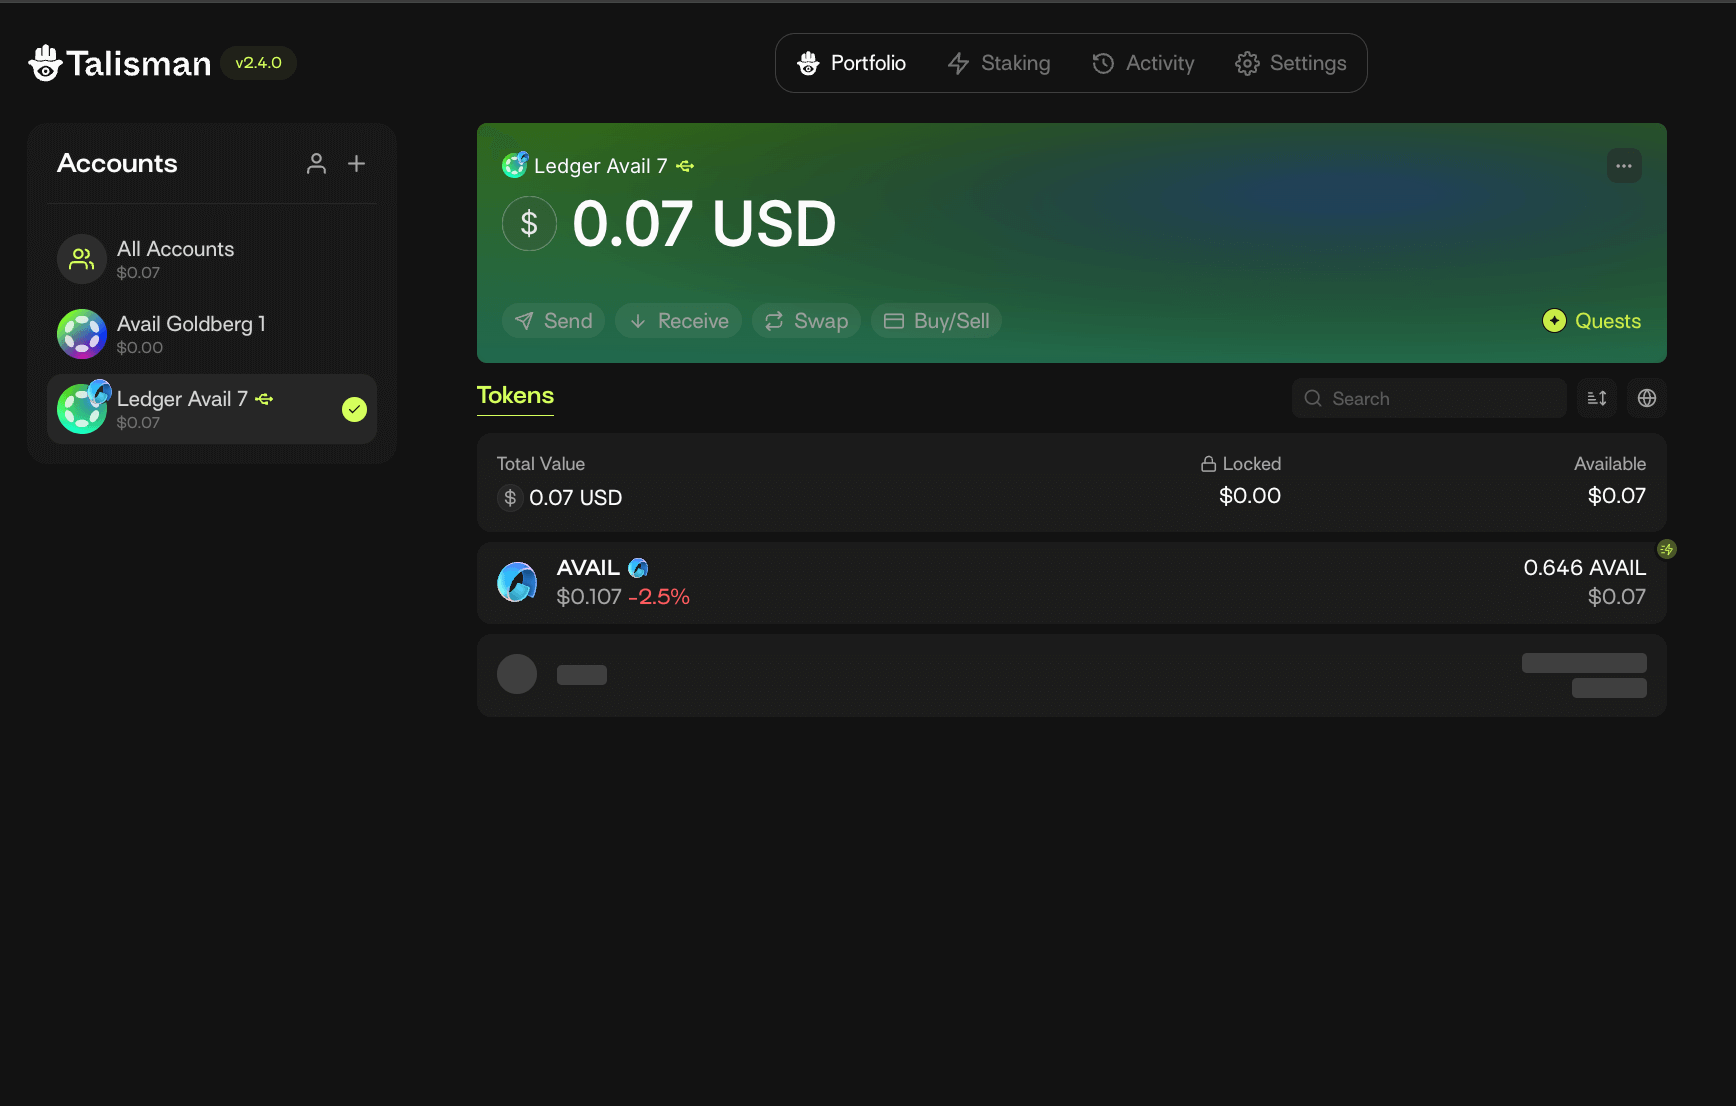 Talisman v2.4.0
Portfolio Staking Activity Settings
Accounts
All Accounts
$0.07
Avail Goldberg 1
$0.00
Ledger Avail 7
$0.07
Ledger Avail 7
$ 0.07 USD
Send Receive Swap Buy/Sell
Quests
Tokens
Search
Total Value
$ 0.07 USD
Locked
$0.00
Available
$0.07
AVAIL
$0.107 -2.5%
0.646 AVAIL
$0.07